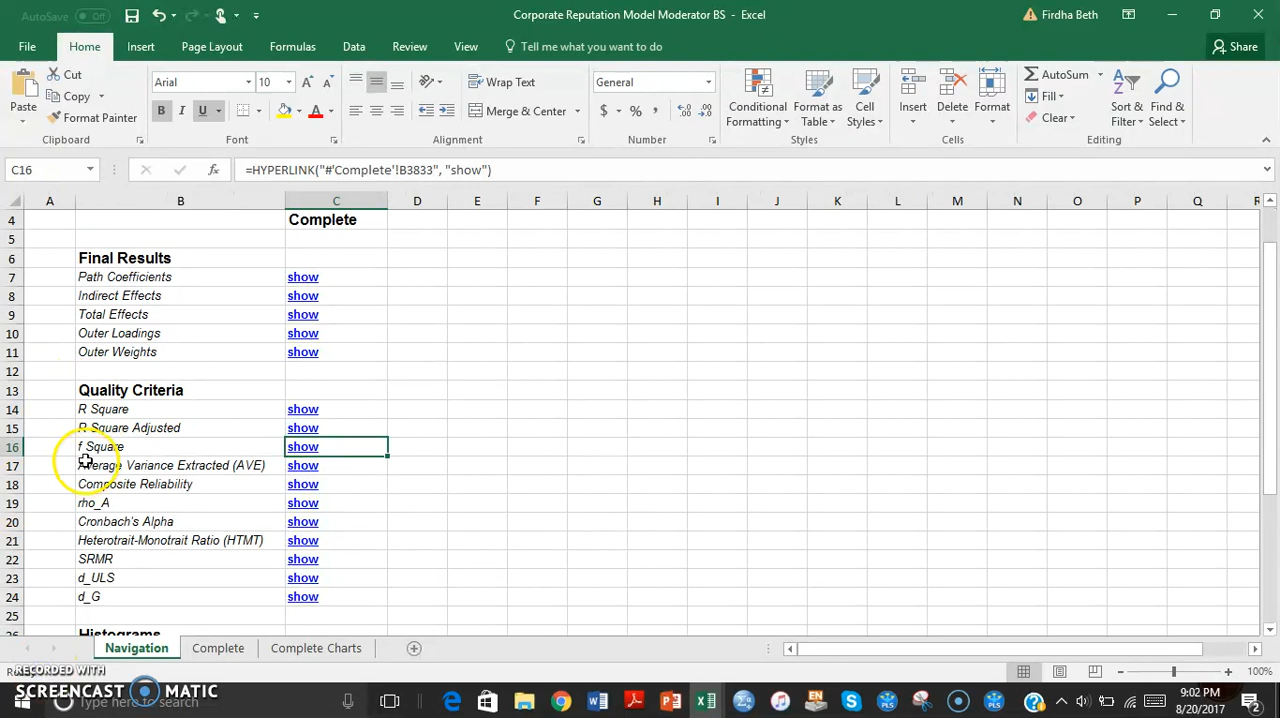 AutoSave Off
Corporate Reputation Model Moderator BS - Excel
Firdha Beth
File Home Insert Page Layout Formulas Data Review View Tell me what you want to do Share
Paste
Cut
Copy
Format Painter
Clipboard
Arial 10
B I U
Font
Wrap Text
Merge & Center
Alignment
General
$ % ,
Number
Conditional Formatting
Format as Table
Cell Styles
Styles
Insert
Delete
Format
Cells
AutoSum
Fill
Clear
Sort & Filter
Find & Select
Editing
C16 fx =HYPERLINK("#'Complete'!B3833", "show")
A B C D E F G H I J K L M N O P Q R
4 Complete
5
6 Final Results
7 Path Coefficients show
8 Indirect Effects show
9 Total Effects show
10 Outer Loadings show
11 Outer Weights show
12
13 Quality Criteria
14 R Square show
15 R Square Adjusted show
16 f Square show
17 Average Variance Extracted (AVE) show
18 Composite Reliability show
19 rho_A show
20 Cronbach's Alpha show
21 Heterotrait-Monotrait Ratio (HTMT) show
22 SRMR show
23 d_ULS show
24 d_G show
25
26 Histograms
Navigation Complete Complete Charts
100%
RECORDED WITH
SCREENCAST MATIC
Type here to search
9:02 PM
8/20/2017